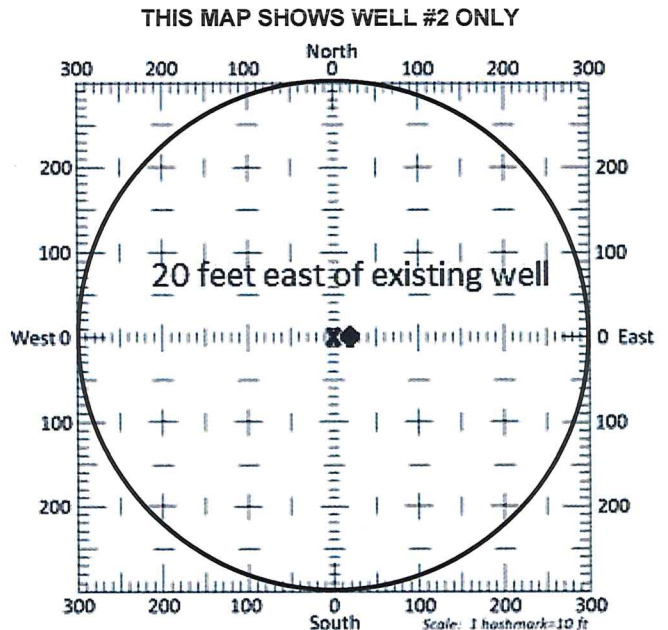 THIS MAP SHOWS WELL #2 ONLY
North
300 200 100 0 100 200 300
200 200
100 100
20 feet east of existing well
West 0 X 0 East
100 100
200 200
300 200 100 0 100 200 300
South Scale: 1 hashmark=10 ft